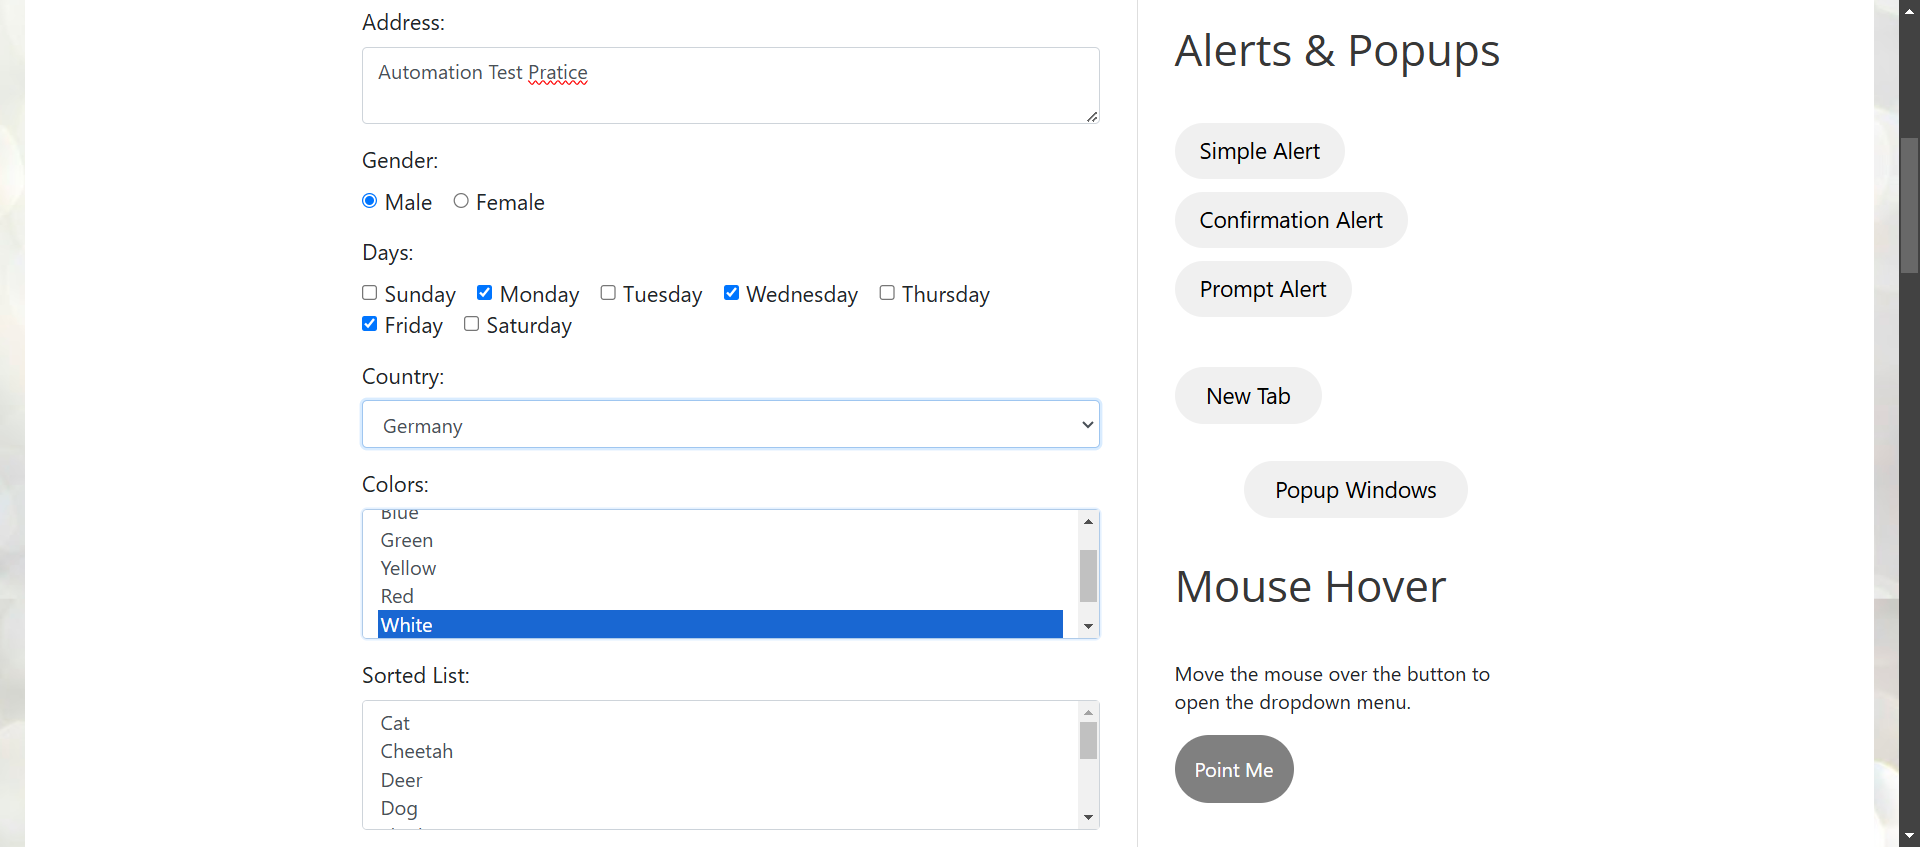 Address:
Automation Test Pratice
Gender:
Male Female
Days:
Sunday Monday Tuesday Wednesday Thursday
Friday Saturday
Country:
Germany
Colors:
Blue
Green
Yellow
Red
White
Sorted List:
Cat
Cheetah
Deer
Dog
Alerts & Popups
Simple Alert
Confirmation Alert
Prompt Alert
New Tab
Popup Windows
Mouse Hover
Move the mouse over the button to
open the dropdown menu.
Point Me